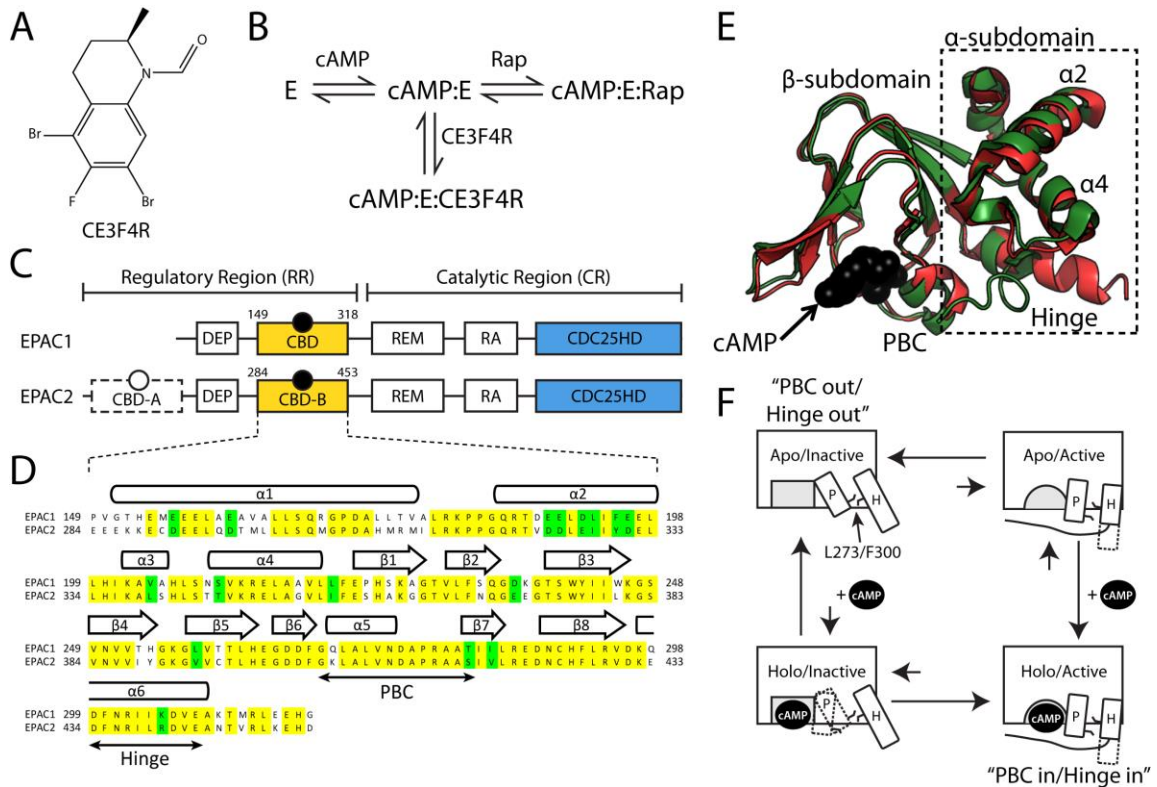 A
O
N
Br
F
Br
CE3F4R
B
cAMP Rap
E cAMP:E cAMP:E:Rap
CE3F4R
cAMP:E:CE3F4R
C
Regulatory Region (RR) Catalytic Region (CR)
149 318
EPAC1 DEP CBD REM RA CDC25HD
284 453
EPAC2 CBD-A DEP CBD-B REM RA CDC25HD
D
α1 α2
EPAC1 149 P V G T H E M E E E L A E A V A L L S Q R G P D A L L T V A L R K P P G Q R T D E E L D L I F E E L 198
EPAC2 284 E E E K K E C D E E L Q D T M L L L S Q M G P D A H M R M I L R K P P G Q R T V D D L E I I Y D E L 333
α3 α4 β1 β2 β3
EPAC1 199 L H I K A V A H L S N S V K R E L A A V L L F E P H S K A G T V L F S Q G D K G T S W Y I I W K G S 248
EPAC2 334 L H I K A L S H L S T T V K R E L A G V L I F E S H A K G G T V L F N Q G E E G T S W Y I I L K G S 383
β4 β5 β6 α5 β7 β8
EPAC1 249 V N V V T H G K G L V T T L H E G D D F G Q L A L V N D A P R A A T I I L R E D N C H F L R V D K Q 298
EPAC2 384 V N V V I Y G K G V V C T L H E G D D F G K L A L V N D A P R A A S I V L R E D N C H F L R V D K E 433
PBC
α6
EPAC1 299 D F N R I I K D V E A K T M R L E E H G
EPAC2 434 D F N R I L R D V E A N T V R L K E H D
Hinge
E
α-subdomain
β-subdomain
α2
α4
Hinge
cAMP PBC
F
"PBC out/
Hinge out"
Apo/Inactive
P H
L273/F300
Apo/Active
P H
+ cAMP
+ cAMP
Holo/Inactive
cAMP H
Holo/Active
cAMP P H
"PBC in/Hinge in"